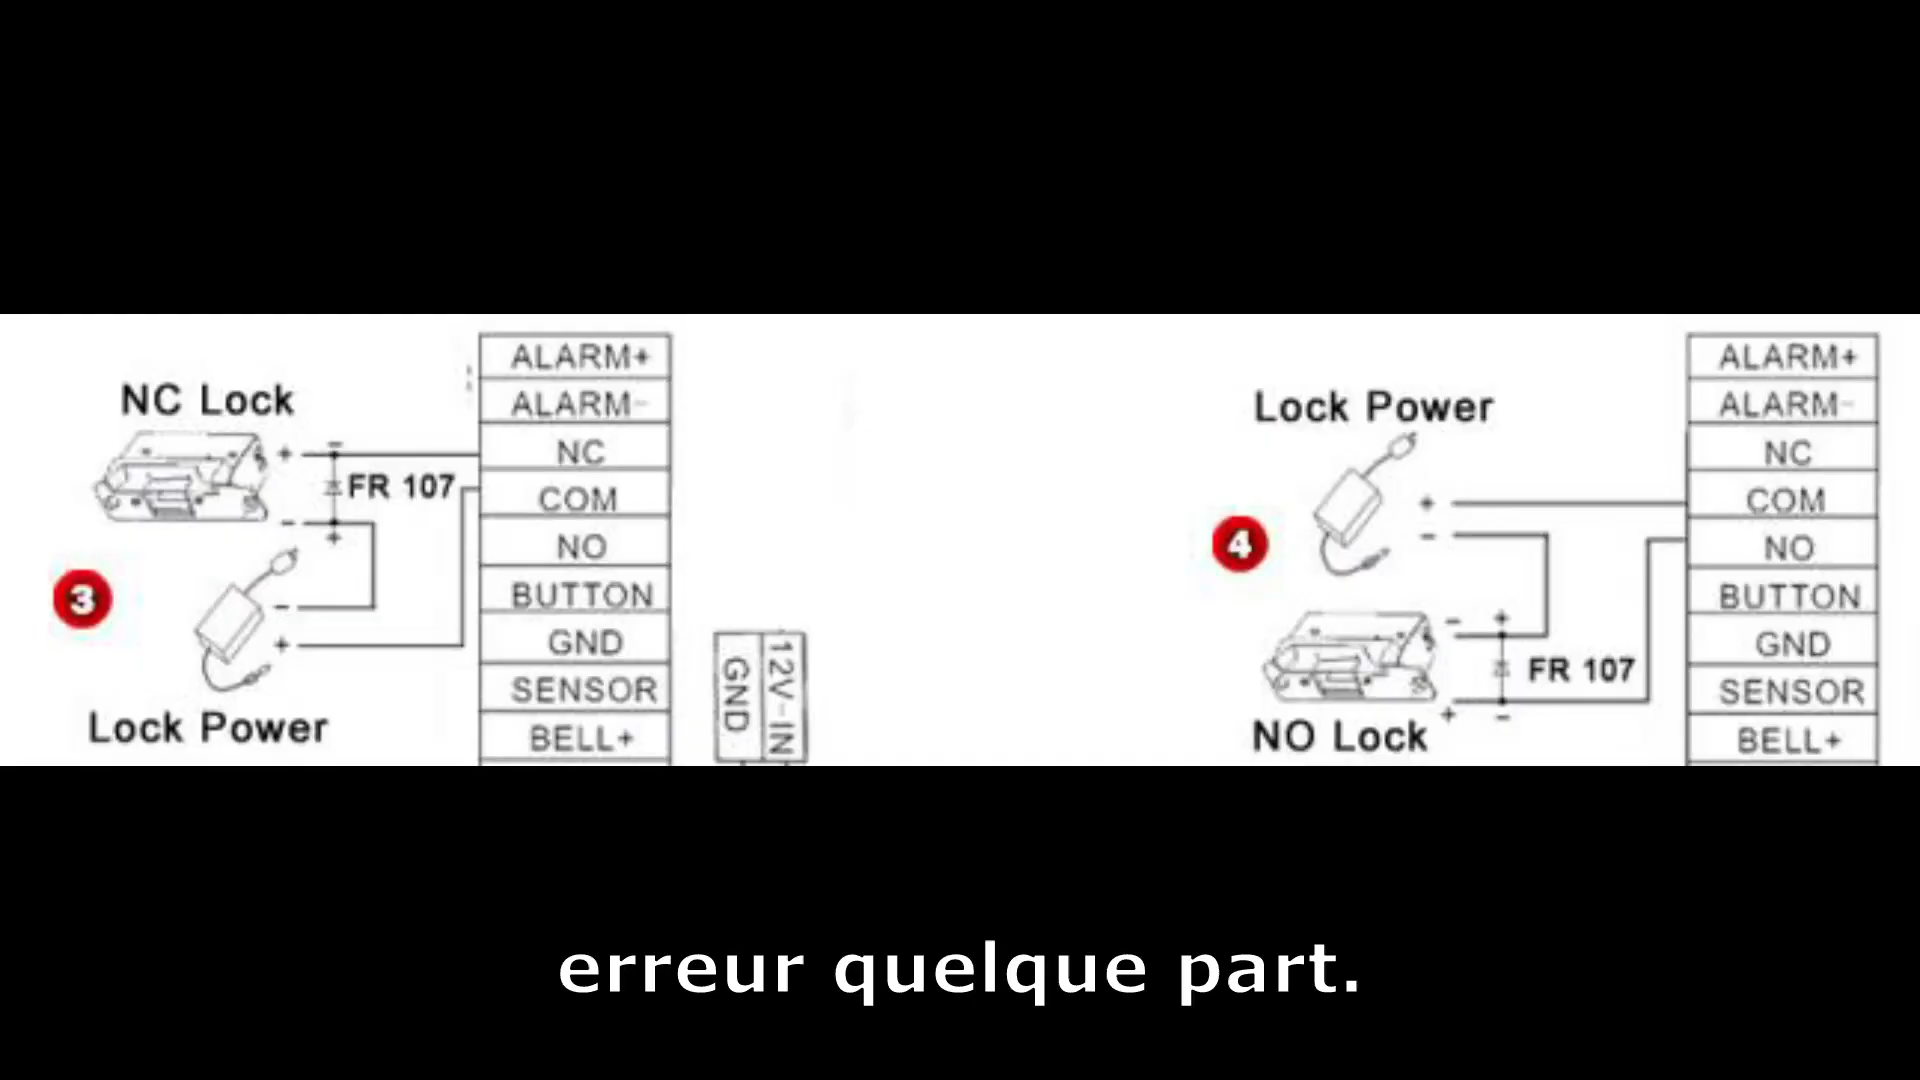 NC Lock
+
-
FR 107
-
+
3
-
+
Lock Power
ALARM+
ALARM-
NC
COM
NO
BUTTON
GND
SENSOR
BELL+
GND
12V-IN
Lock Power
+
-
4
-
+
FR 107
+
-
NO Lock
ALARM+
ALARM-
NC
COM
NO
BUTTON
GND
SENSOR
BELL+
erreur quelque part.